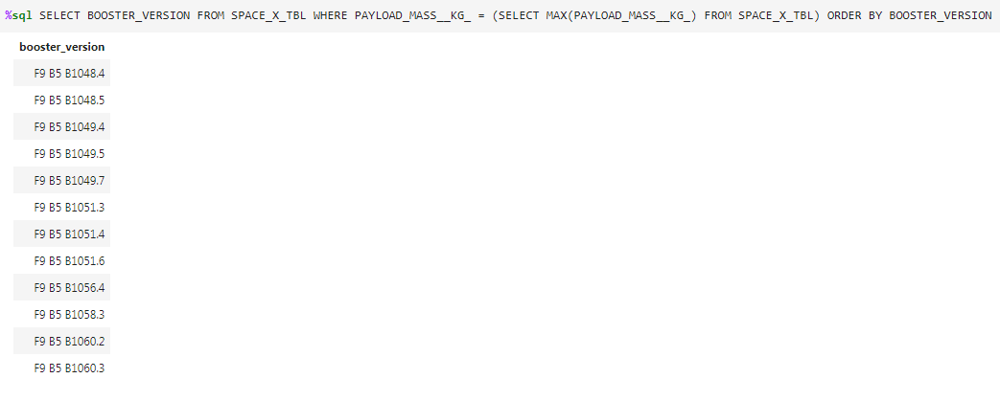 %sql SELECT BOOSTER_VERSION FROM SPACE_X_TBL WHERE PAYLOAD_MASS__KG_ = (SELECT MAX(PAYLOAD_MASS__KG_) FROM SPACE_X_TBL) ORDER BY BOOSTER_VERSION
booster_version
F9 B5 B1048.4
F9 B5 B1048.5
F9 B5 B1049.4
F9 B5 B1049.5
F9 B5 B1049.7
F9 B5 B1051.3
F9 B5 B1051.4
F9 B5 B1051.6
F9 B5 B1056.4
F9 B5 B1058.3
F9 B5 B1060.2
F9 B5 B1060.3